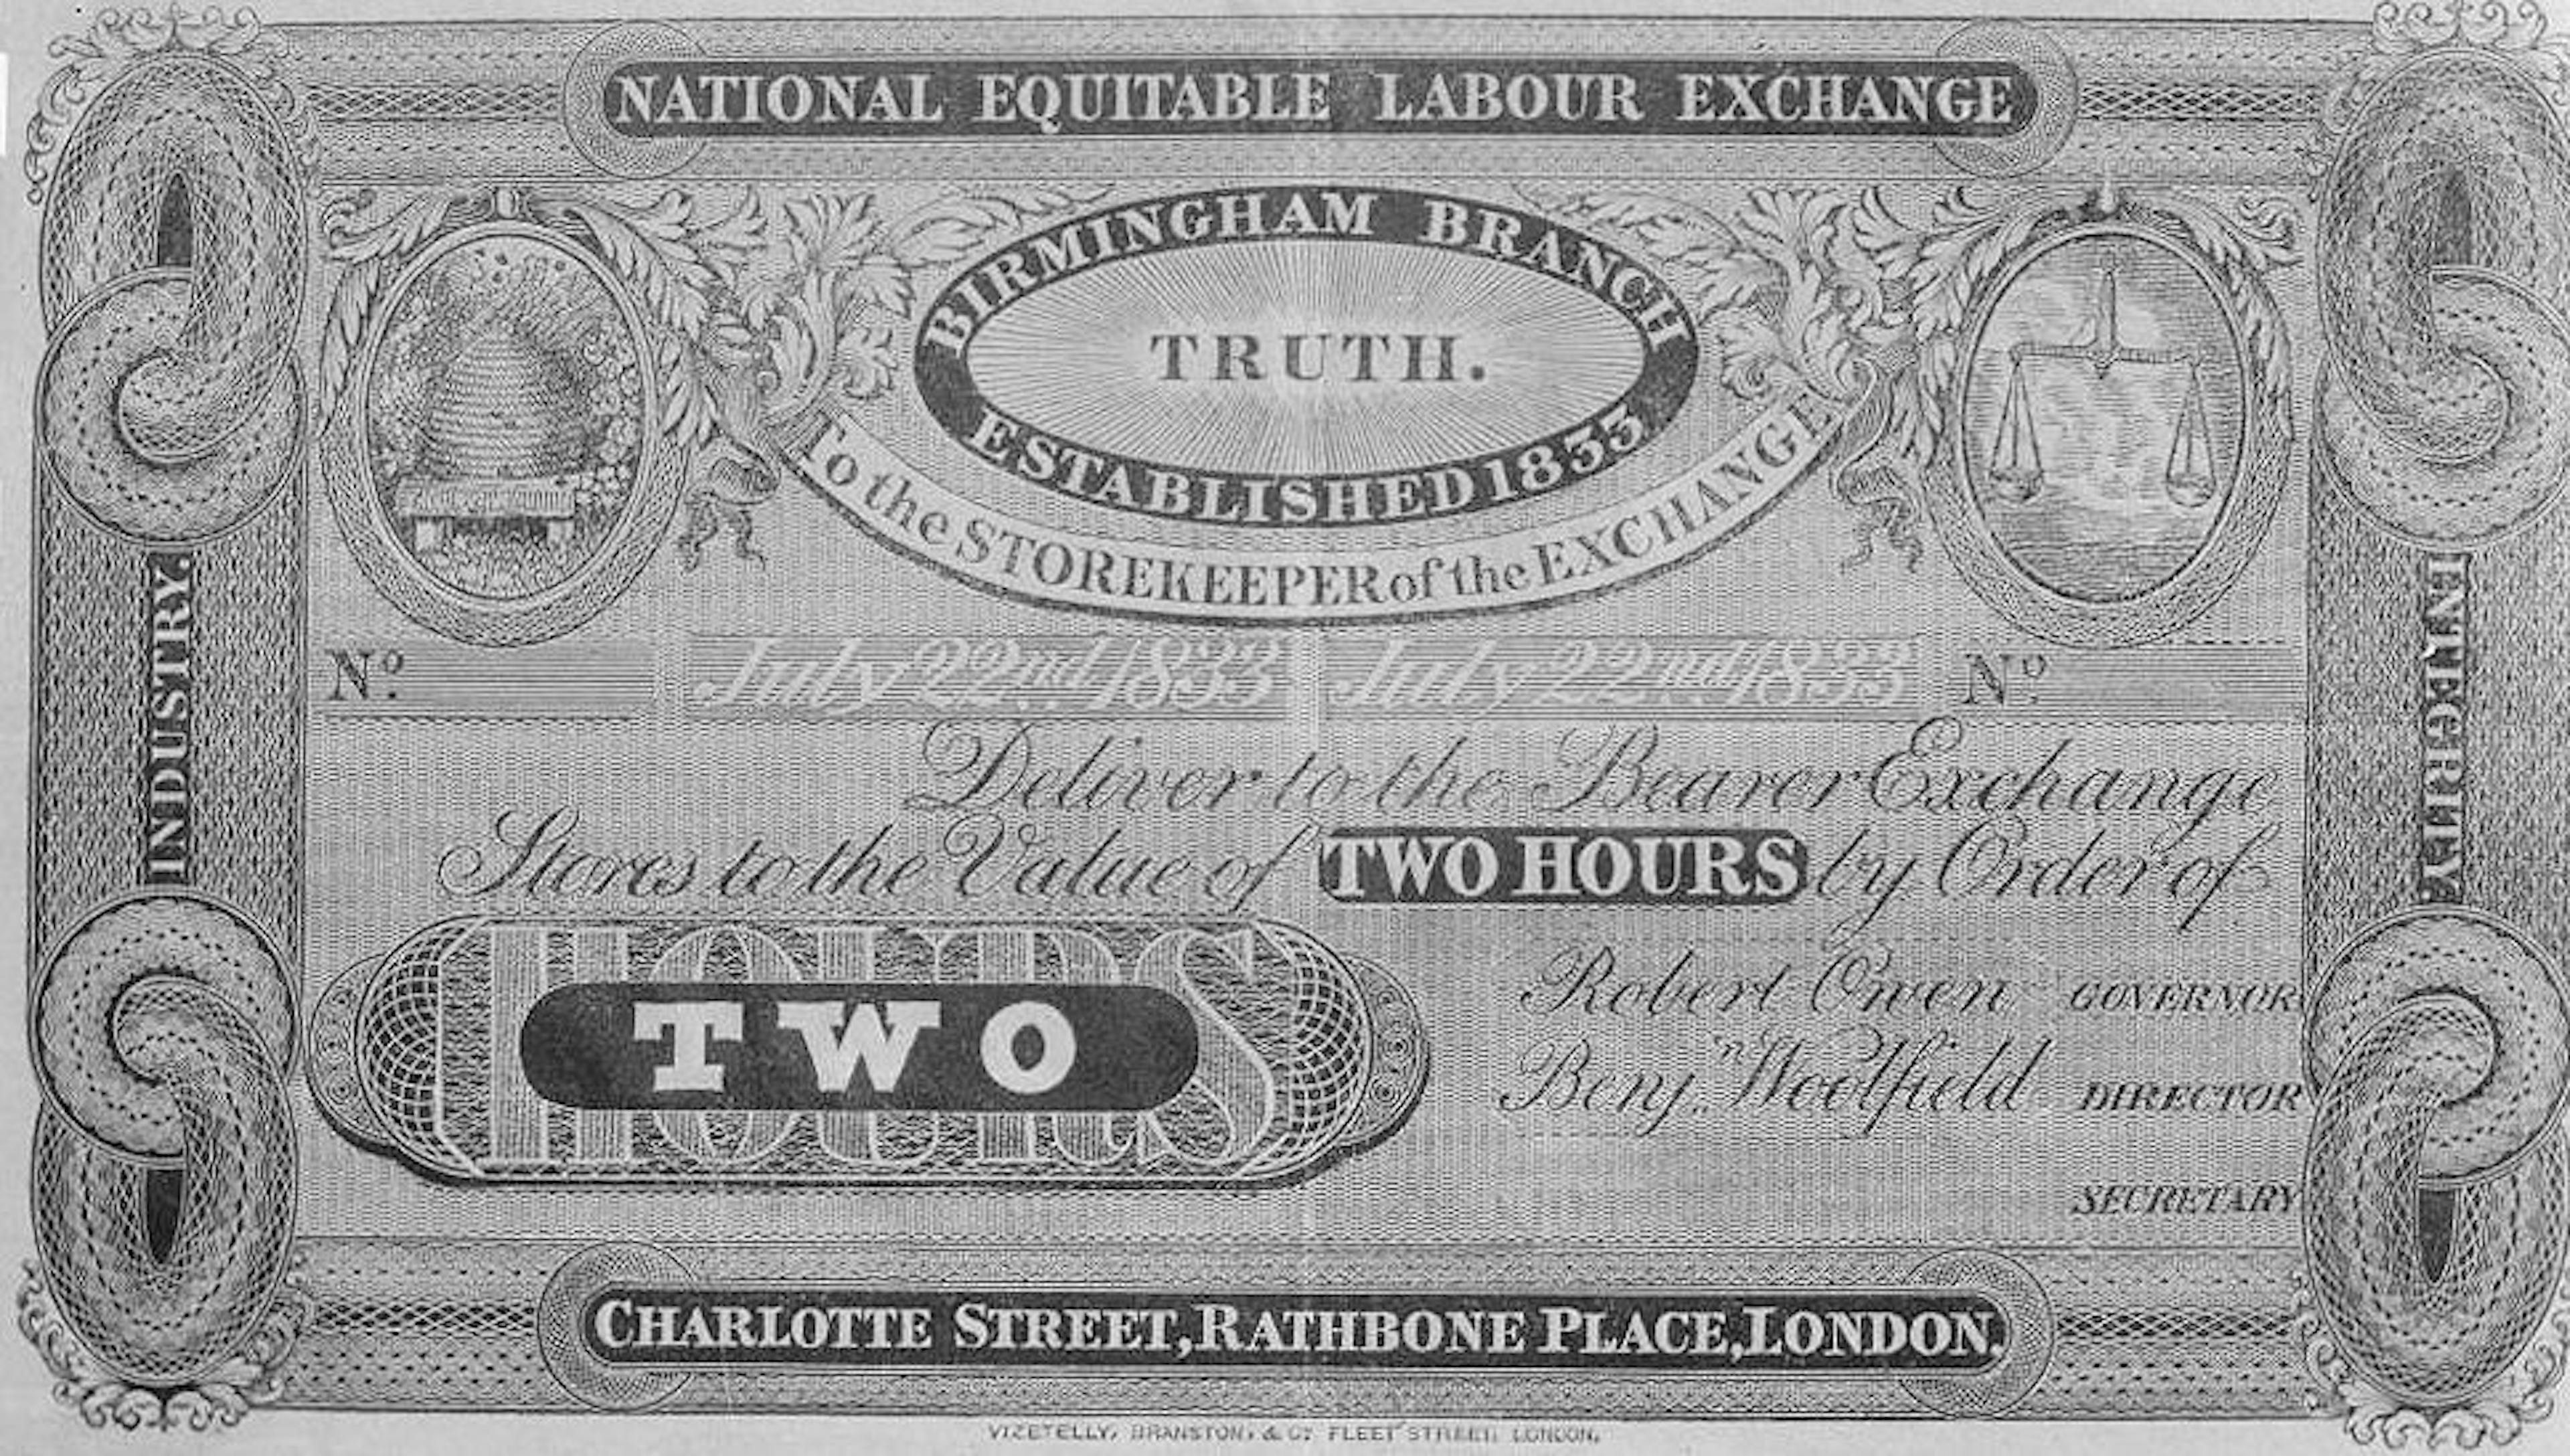 NATIONAL EQUITABLE LABOUR EXCHANGE
BIRMINGHAM BRANCH
TRUTH.
ESTABLISHED 1833
To the STOREKEEPER of the EXCHANGE
INDUSTRY.
INTEGRITY.
Nº July 22nd, 1833 July 22nd, 1833 Nº
Deliver to the Bearer Exchange
Stores to the Value of TWO HOURS by Order of
HOURS
TWO
Robert Owen GOVERNOR
Benjn Woolfield DIRECTOR
SECRETARY
CHARLOTTE STREET, RATHBONE PLACE, LONDON.
VIZETELLY, BRANSTON, & Co. FLEET STREET, LONDON.